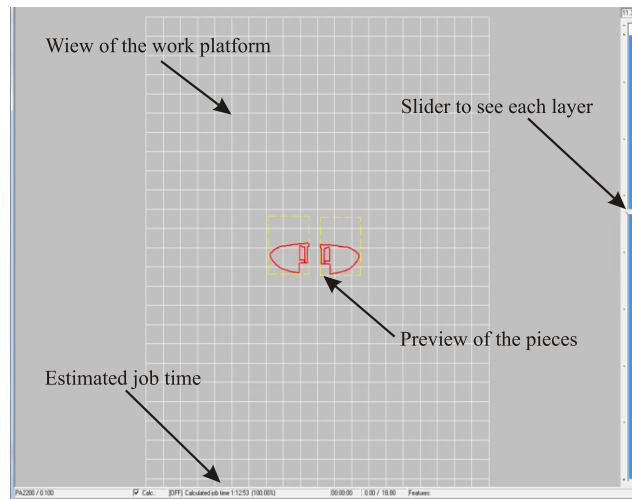 Wiew of the work platform
Slider to see each layer
Preview of the pieces
Estimated job time
PA2200 / 0.100 Calc.: [OFF] Calculated job time 1:12:53 (100.00%) 00:00:00 0.00 / 18.80 Features: